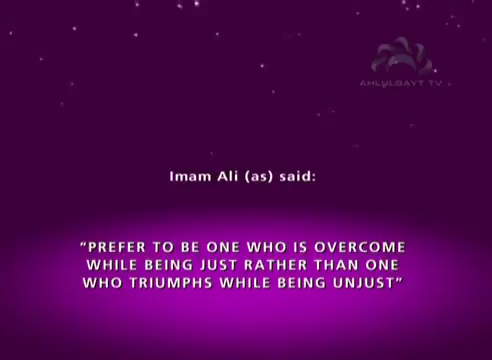 AHLULBAYT TV
Imam Ali (as) said:
"PREFER TO BE ONE WHO IS OVERCOME
WHILE BEING JUST RATHER THAN ONE
WHO TRIUMPHS WHILE BEING UNJUST"